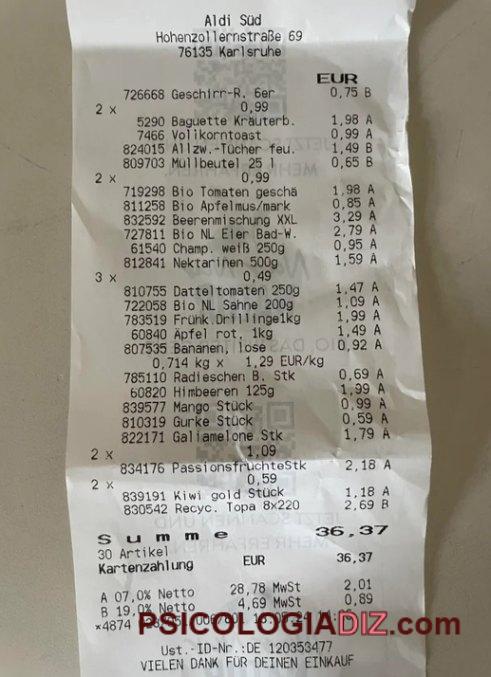 Aldi Süd
Hohenzollernstraße 69
76135 Karlsruhe
EUR
726668 Geschirr-R. 6er 0,75 B
2 x 0,99
5290 Baguette Kräuterb. 1,98 A
7466 Vollkorntoast 0,99 A
824015 Allzw.-Tücher feu. 1,49 B
809703 Müllbeutel 25 l 0,65 B
2 x 0,99
719298 Bio Tomaten geschä 1,98 A
811258 Bio Apfelmus/mark 0,85 A
832592 Beerenmischung XXL 3,29 A
727811 Bio NL Eier Bad-W. 2,79 A
61540 Champ. weiß 250g 0,95 A
812841 Nektarinen 500g 1,59 A
3 x 0,49
810755 Datteltomaten 250g 1,47 A
722058 Bio NL Sahne 200g 1,09 A
783519 Frühk.Drillinge1kg 1,99 A
60840 Äpfel rot, 1kg 1,49 A
807535 Bananen, lose 0,92 A
0,714 kg x 1,29 EUR/kg
785110 Radieschen B. Stk 0,69 A
60820 Himbeeren 125g 1,99 A
839577 Mango Stück 0,99 A
810319 Gurke Stück 0,59 A
822171 Galiamelone Stk 1,79 A
2 x 1,09
834176 PassionsfrüchteStk 2,18 A
2 x 0,59
839191 Kiwi gold Stück 1,18 A
830542 Recyc. Topa 8x220 2,69 B
Summe 36,37
30 Artikel
Kartenzahlung EUR 36,37
A 07,0% Netto 28,78 MwSt 2,01
B 19,0% Netto 4,69 MwSt 0,89
*4874
PSICOLOGIADIZ.com
Ust.-ID-Nr.:DE 120353477
VIELEN DANK FÜR DEINEN EINKAUF